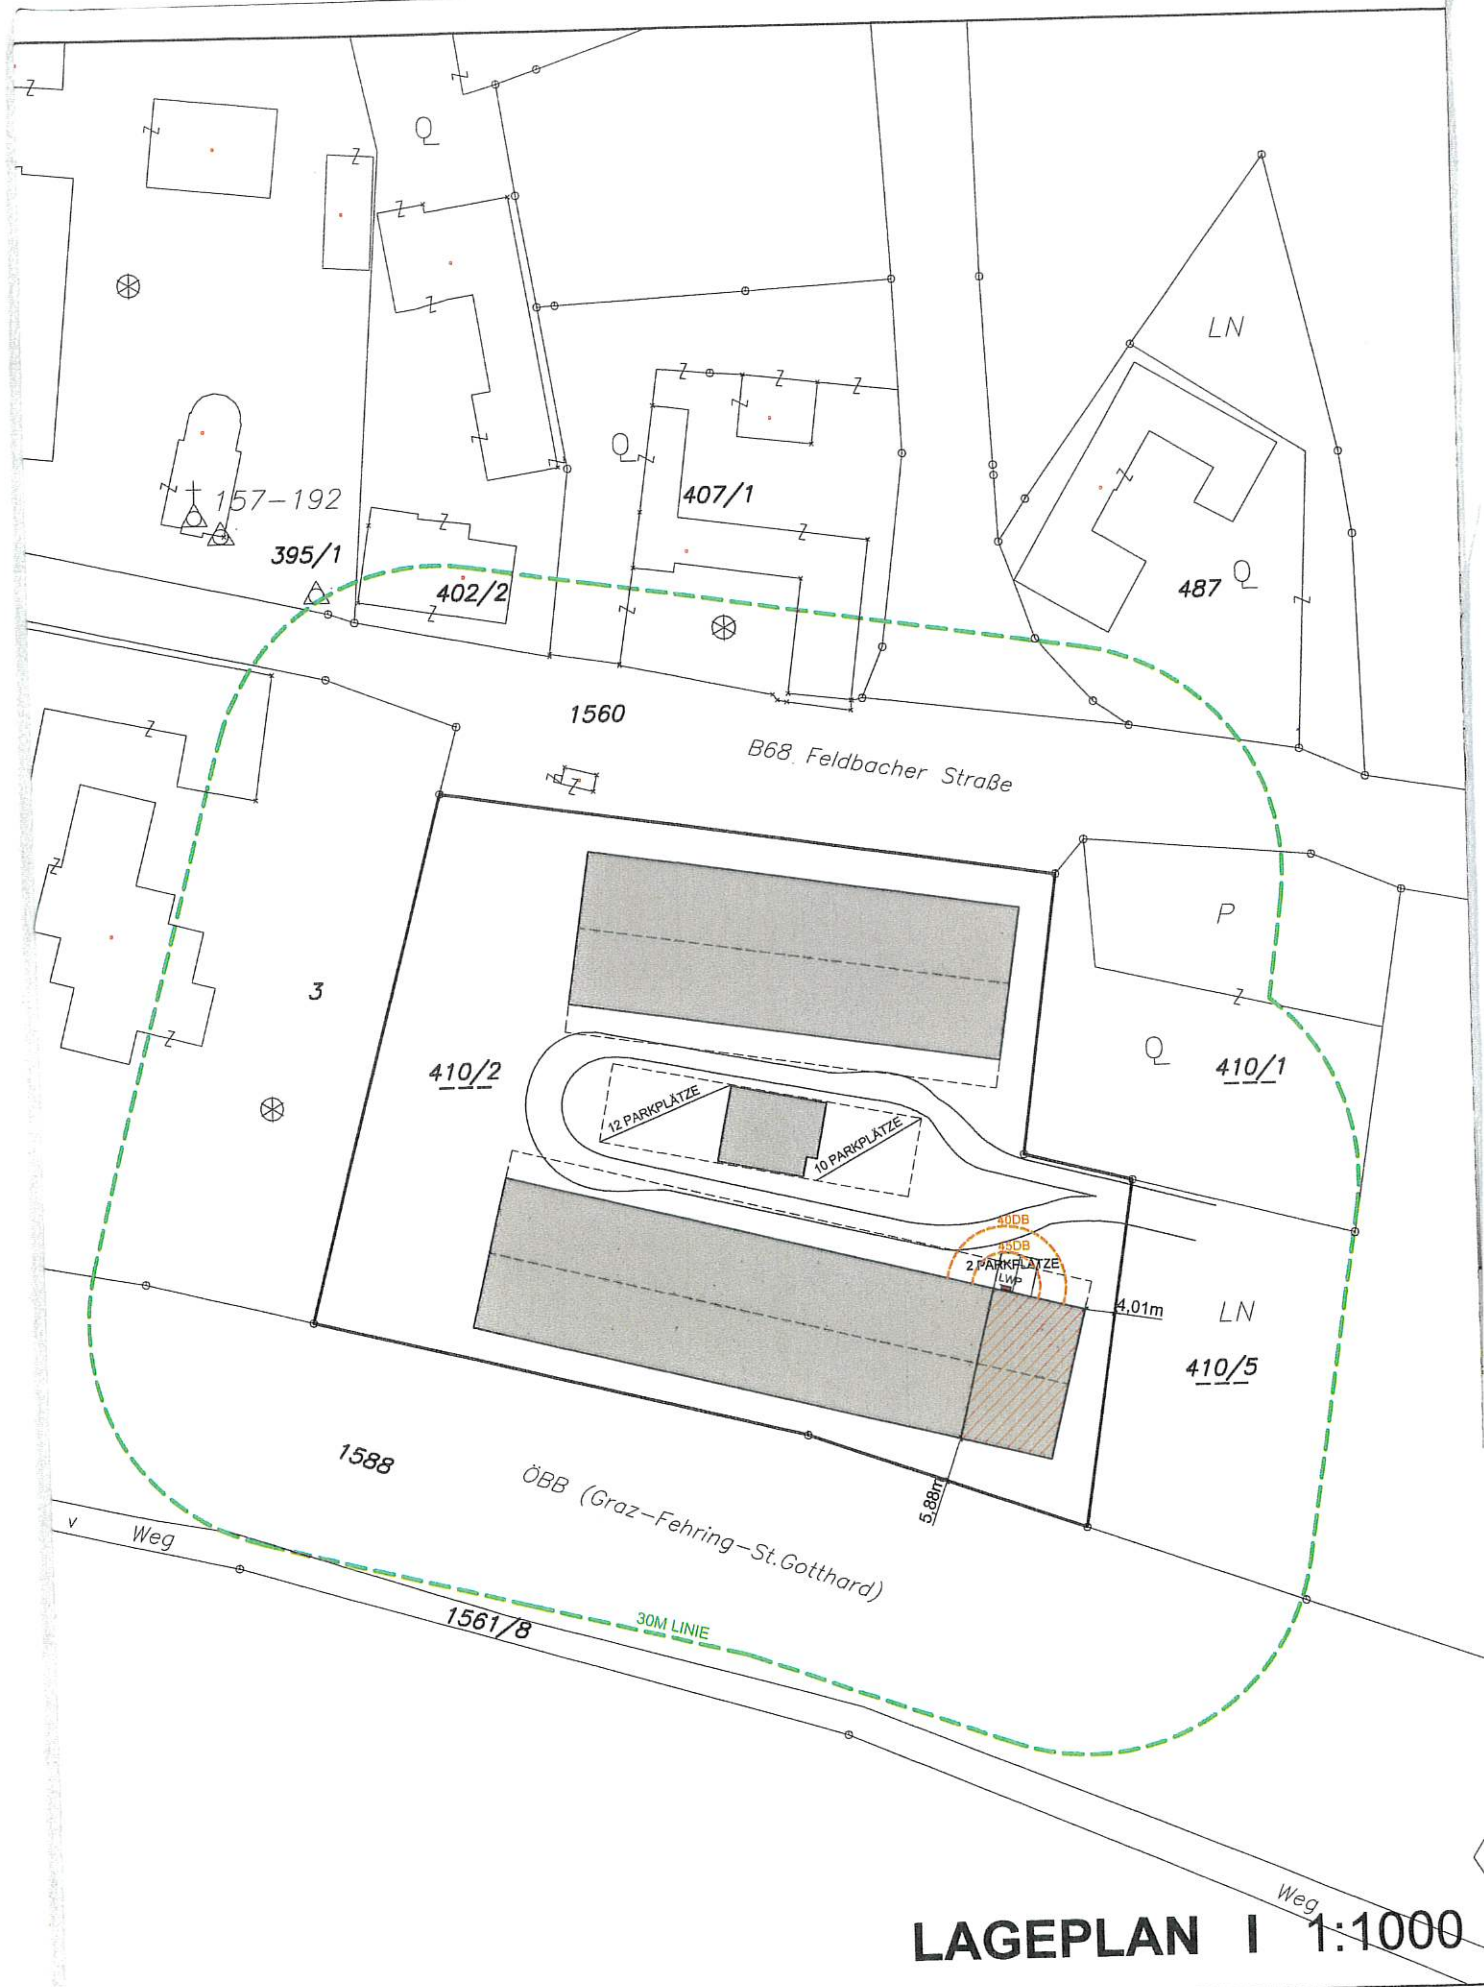 Q
LN
Q
157-192
407/1
395/1
402/2
487
Q
1560
B68. Feldbacher Straße
P
3
410/2
12 PARKPLÄTZE
10 PARKPLÄTZE
Q
410/1
40DB
45DB
2 PARKPLÄTZE
LWP
4,01m
LN
410/5
1588
ÖBB (Graz-Fehring-St.Gotthard)
5,88m
v
Weg
1561/8
30M LINIE
Weg
LAGEPLAN I 1:1000